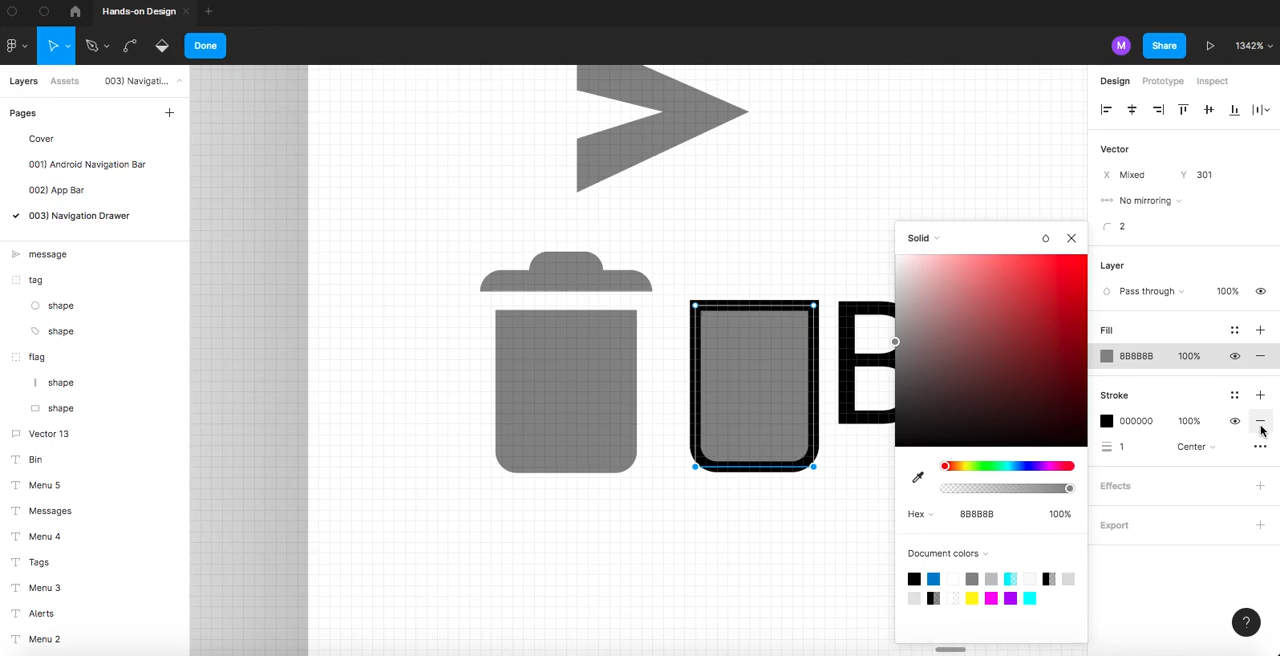 Hands-on Design
Done
M
Share
1342%
Layers
Assets
003) Navigati...
Pages
Cover
001) Android Navigation Bar
002) App Bar
003) Navigation Drawer
message
tag
shape
shape
flag
shape
shape
Vector 13
Bin
Menu 5
Messages
Menu 4
Tags
Menu 3
Alerts
Menu 2
B
Solid
Hex
8B8B8B
100%
Document colors
Design
Prototype
Inspect
Vector
X
Mixed
Y
301
No mirroring
2
Layer
Pass through
100%
Fill
8B8B8B
100%
Stroke
000000
100%
1
Center
Effects
Export
?